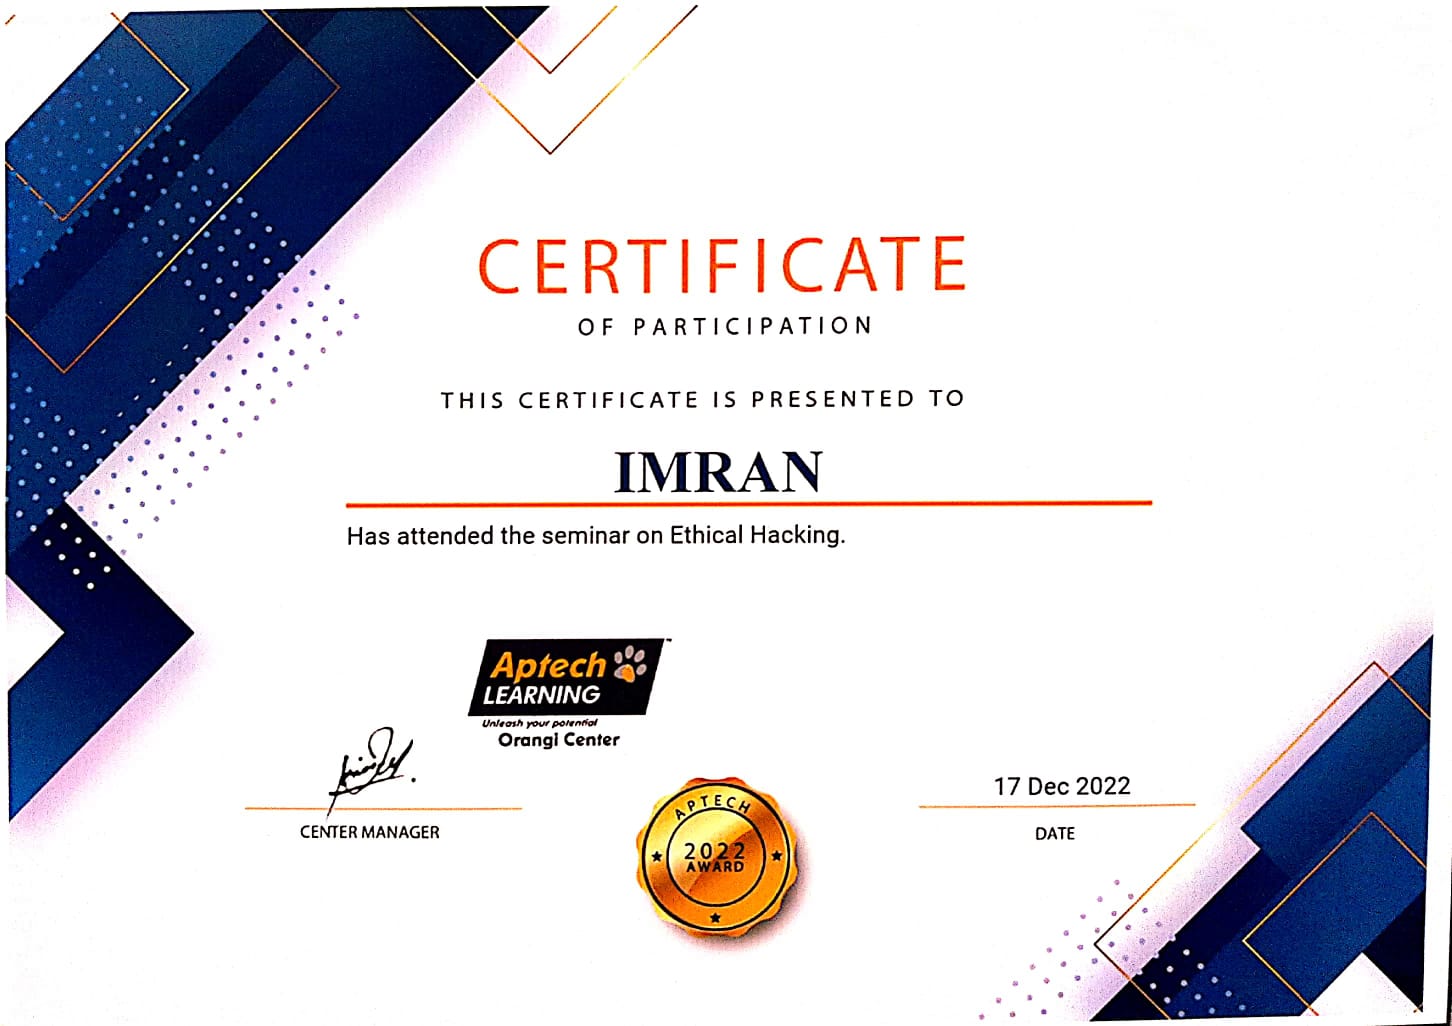 CERTIFICATE
OF PARTICIPATION
THIS CERTIFICATE IS PRESENTED TO
IMRAN
Has attended the seminar on Ethical Hacking.
Aptech
LEARNING
™
Unleash your potential
Orangi Center
CENTER MANAGER
APTECH
2022
AWARD
17 Dec 2022
DATE